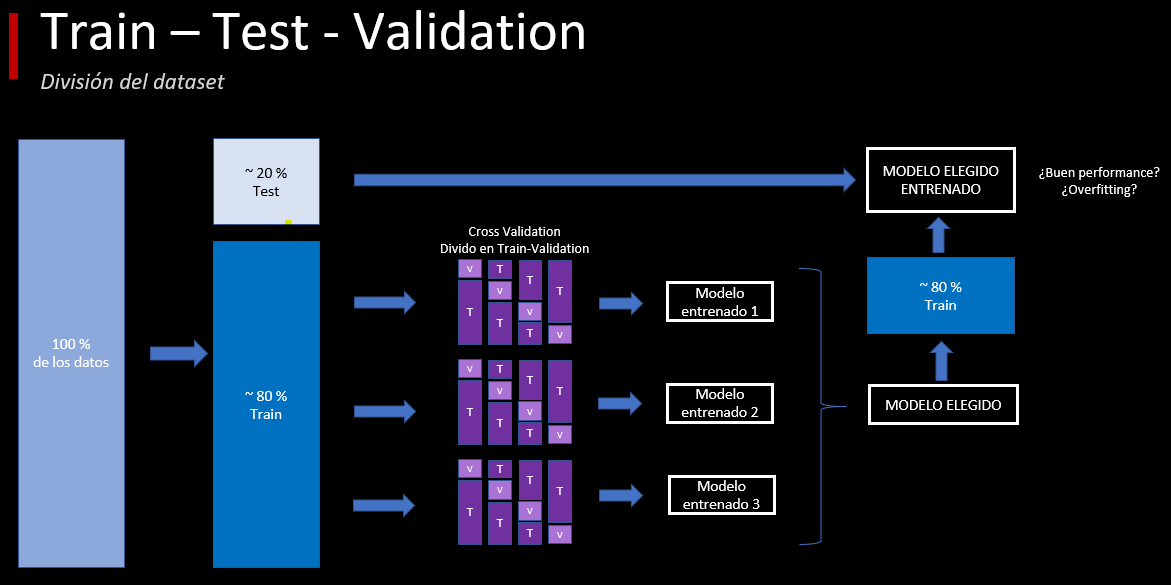 Train – Test - Validation
División del dataset
100 %
de los datos
~ 20 %
Test
~ 80 %
Train
Cross Validation
Divido en Train-Validation
v
T
T
v
T
T
v
T
T
v
v
T
T
v
T
T
v
T
T
v
v
T
T
v
T
T
v
T
T
v
Modelo
entrenado 1
Modelo
entrenado 2
Modelo
entrenado 3
MODELO ELEGIDO
ENTRENADO
~ 80 %
Train
MODELO ELEGIDO
¿Buen performance?
¿Overfitting?